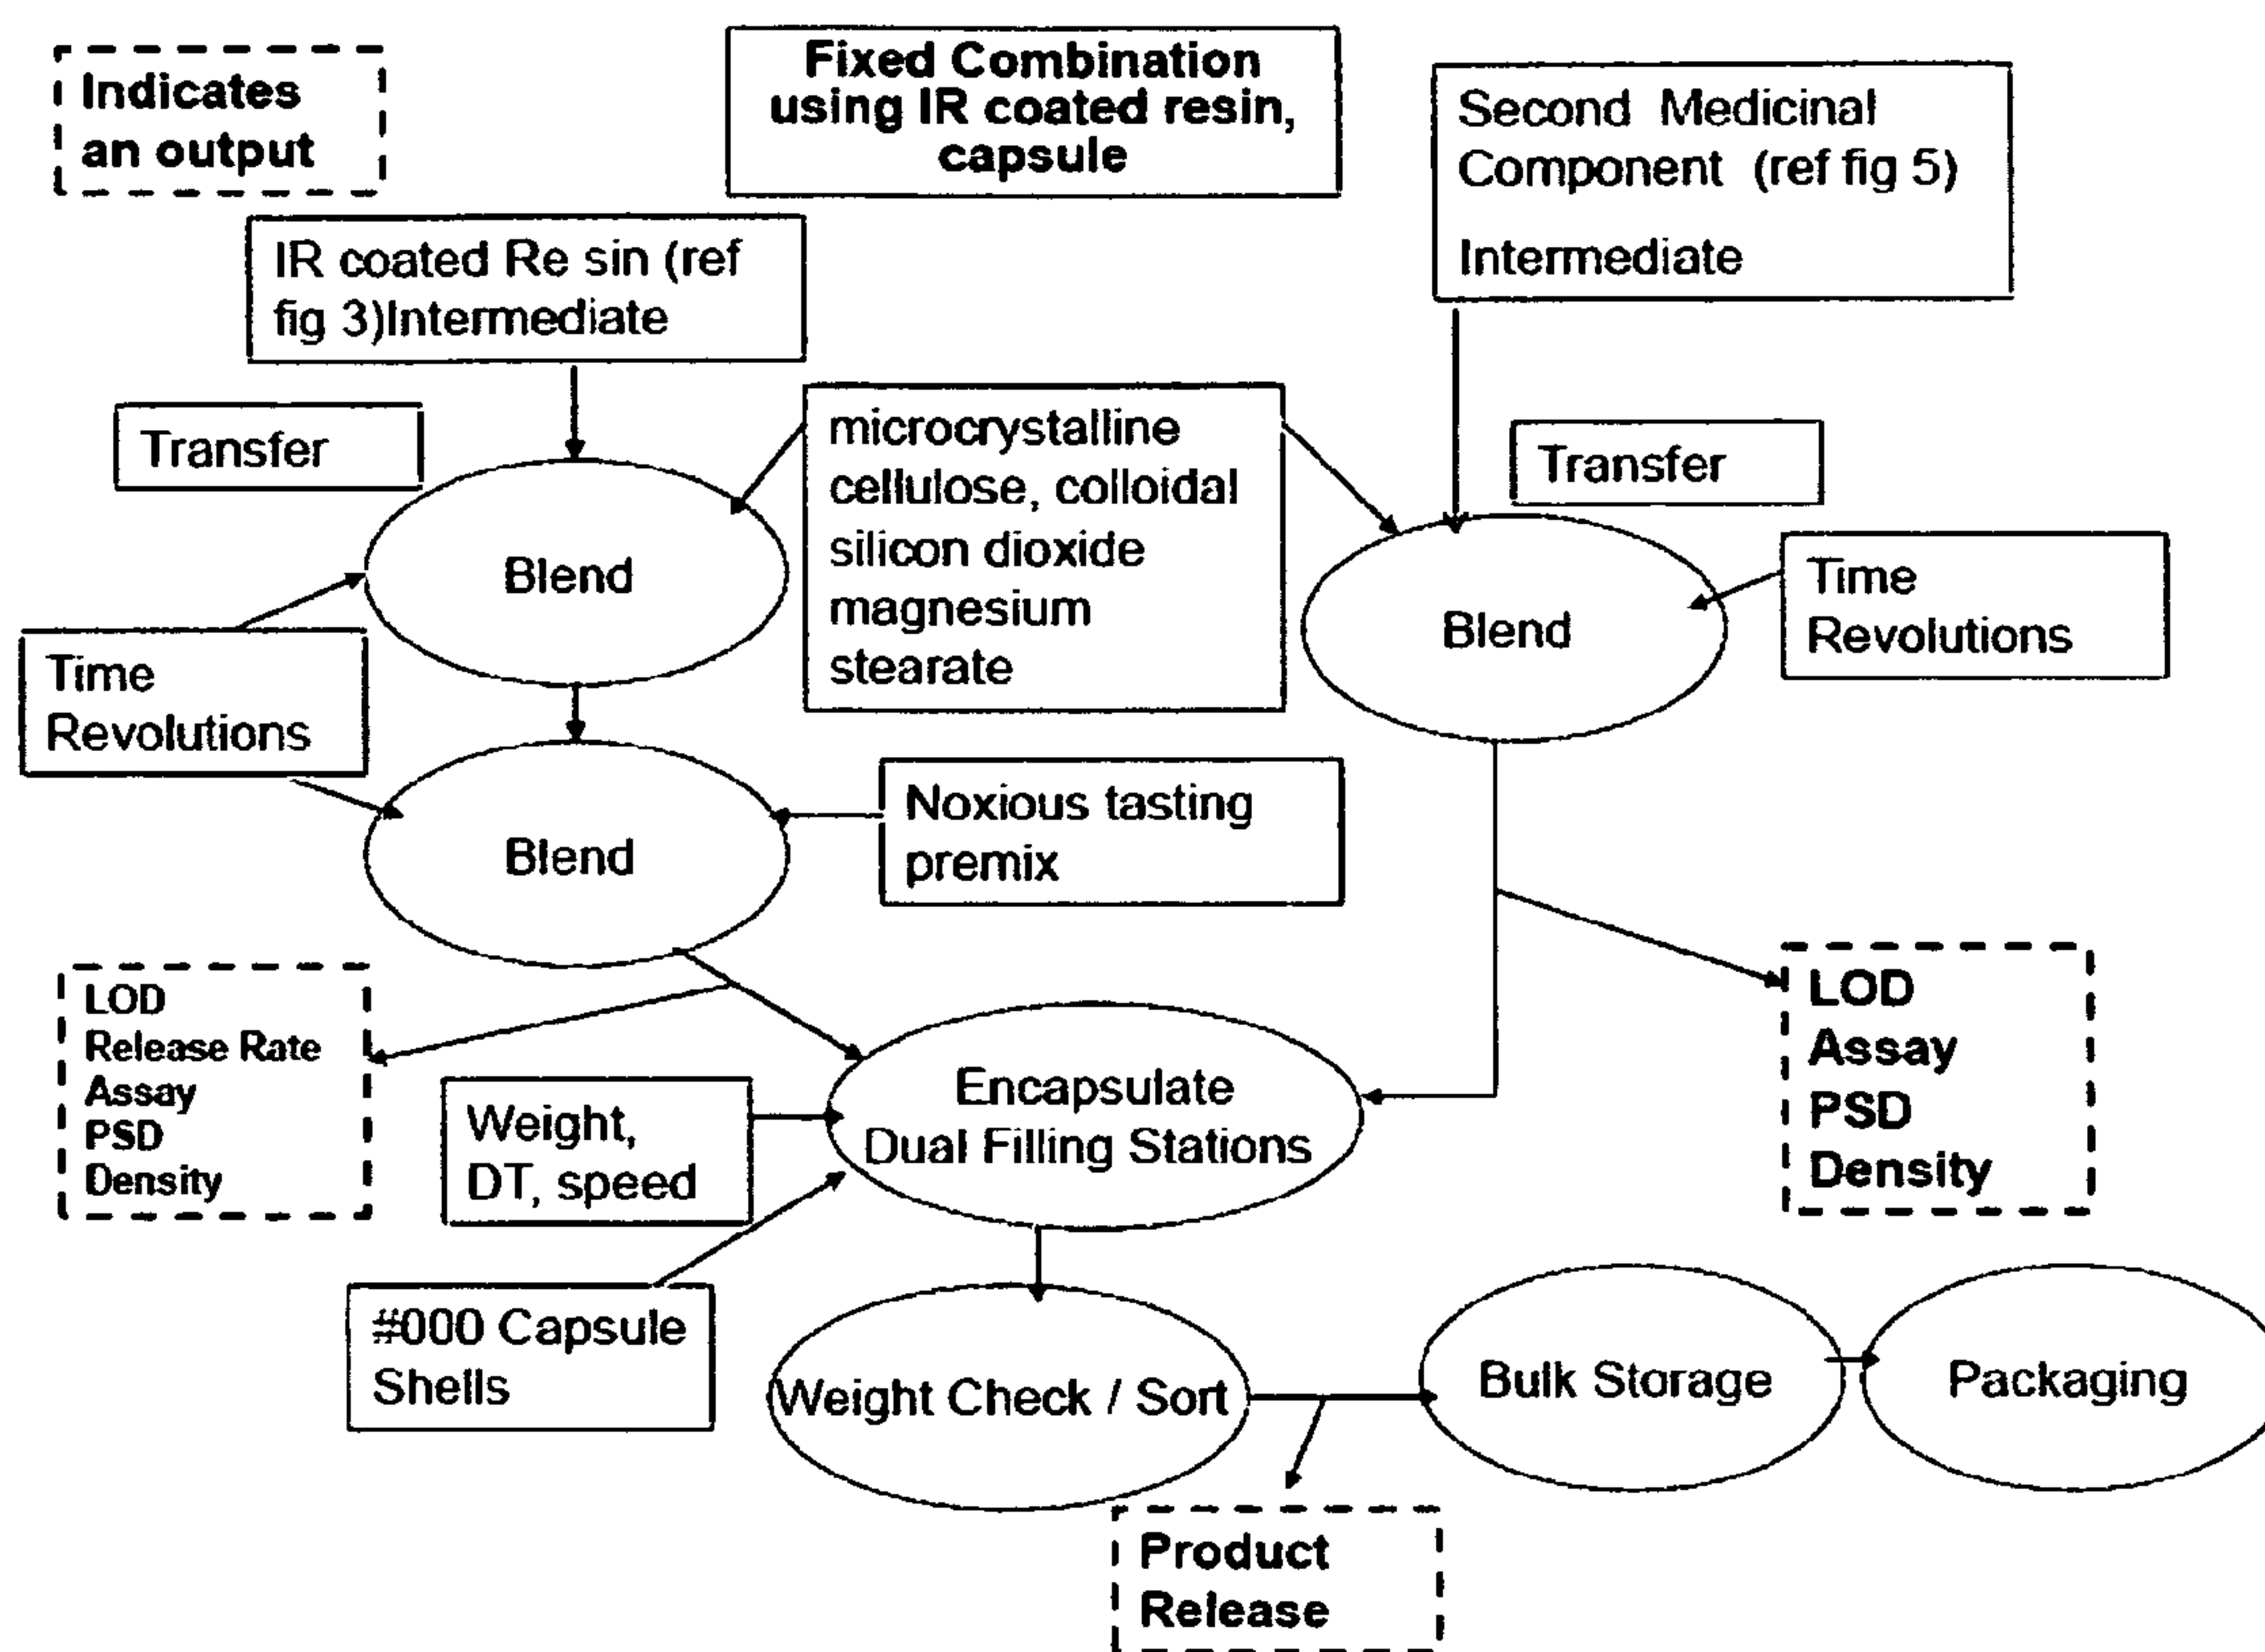 Indicates
an output
Fixed Combination
using IR coated resin,
capsule
Second Medicinal
Component (ref fig 5)
Intermediate
IR coated Re sin (ref
fig 3)Intermediate
Transfer
microcrystalline
cellulose, colloidal
silicon dioxide
magnesium
stearate
Transfer
Blend
Time
Revolutions
Blend
Time
Revolutions
Blend
Noxious tasting
premix
LOD
Release Rate
Assay
PSD
Density
LOD
Assay
PSD
Density
Encapsulate
Dual Filling Stations
Weight,
DT, speed
#000 Capsule
Shells
Weight Check / Sort
Bulk Storage
Packaging
Product
Release